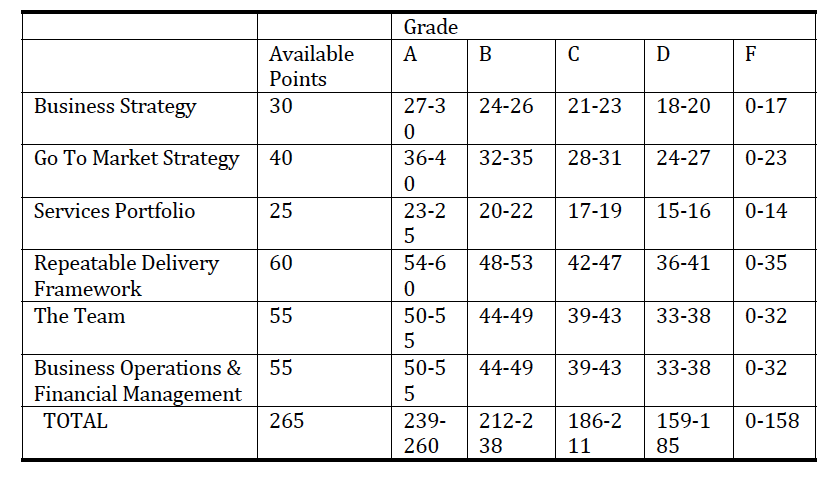 Grade
Available Points A B C D F
Business Strategy 30 27-30 24-26 21-23 18-20 0-17
Go To Market Strategy 40 36-40 32-35 28-31 24-27 0-23
Services Portfolio 25 23-25 20-22 17-19 15-16 0-14
Repeatable Delivery Framework 60 54-60 48-53 42-47 36-41 0-35
The Team 55 50-55 44-49 39-43 33-38 0-32
Business Operations & Financial Management 55 50-55 44-49 39-43 33-38 0-32
TOTAL 265 239-260 212-238 186-211 159-185 0-158